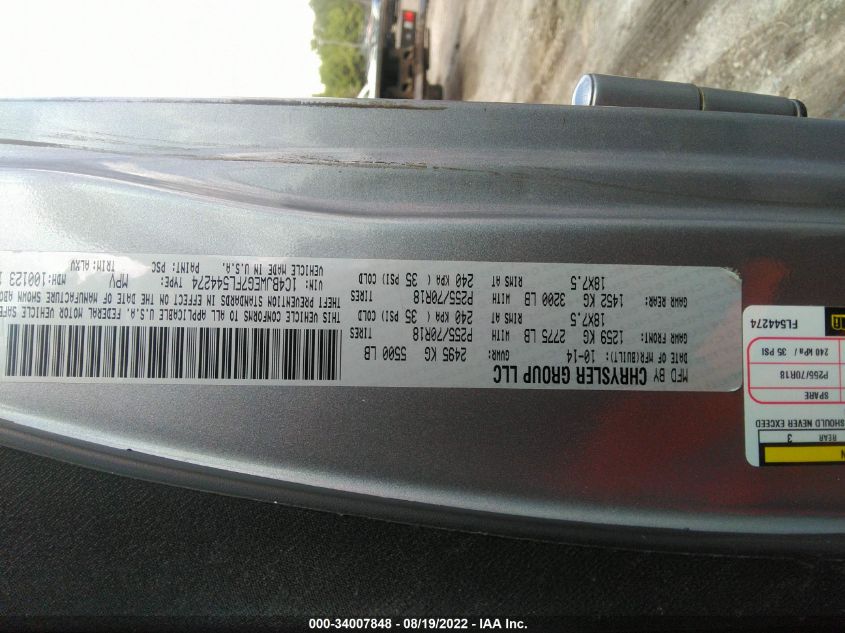 MFD BY CHRYSLER GROUP LLC
DATE OF MFR(BUILT): 10-14 GVWR: 2495 KG 5500 LB
GAWR FRONT: 1259 KG 2775 LB WITH P255/70R18 TIRES
18X7.5 RIMS AT 240 KPA ( 35 PSI) COLD
GAWR REAR: 1452 KG 3200 LB WITH P255/70R18 TIRES
18X7.5 RIMS AT 240 KPA ( 35 PSI) COLD
THIS VEHICLE CONFORMS TO ALL APPLICABLE U.S.A. FEDERAL MOTOR VEHICLE SAFE
THEFT PREVENTION STANDARDS IN EFFECT ON THE DATE OF MANUFACTURE SHOWN ABO
VIN: 1C4BJWEG7FL544274 TYPE: MPV MDH:100123 1
VEHICLE MADE IN U.S.A. PAINT: PSC TRIM: ALXV
N
REAR 3
SHOULD NEVER EXCEED
SPARE
P255/70R18
240 kPa / 35 PSI
FL544274
000-34007848 - 08/19/2022 - IAA Inc.